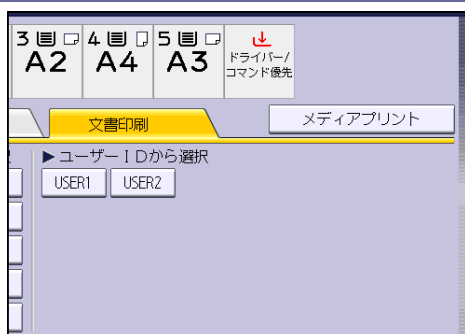 3 4 5
A2 A4 A3 ドライバー/
コマンド優先
文書印刷 メディアプリント
▶ユーザーIDから選択
USER1 USER2